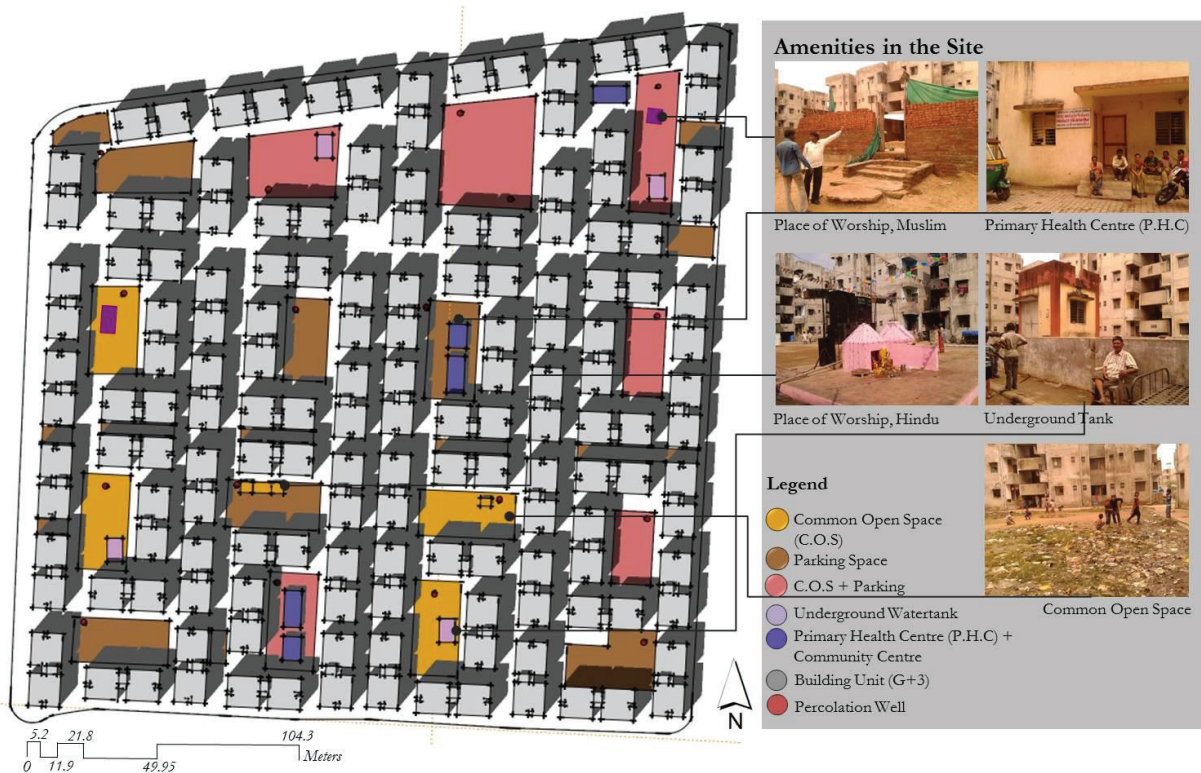 Amenities in the Site
Place of Worship, Muslim
Primary Health Centre (P.H.C)
Place of Worship, Hindu
Underground Tank
Common Open Space
Legend
Common Open Space
(C.O.S)
Parking Space
C.O.S + Parking
Underground Watertank
Primary Health Centre (P.H.C) +
Community Centre
Building Unit (G+3)
Percolation Well
N
5.2 21.8 104.3
Meters
0 11.9 49.95